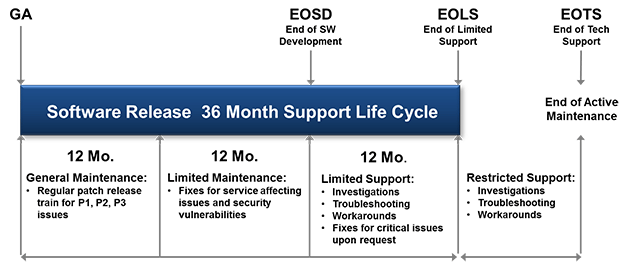 GA
EOSD
End of SW
Development
EOLS
End of Limited
Support
EOTS
End of Tech
Support
Software Release 36 Month Support Life Cycle
End of Active
Maintenance
12 Mo.
General Maintenance:
• Regular patch release
train for P1, P2, P3
issues
12 Mo.
Limited Maintenance:
• Fixes for service affecting
issues and security
vulnerabilities
12 Mo.
Limited Support:
• Investigations
• Troubleshooting
• Workarounds
• Fixes for critical issues
upon request
Restricted Support:
• Investigations
• Troubleshooting
• Workarounds